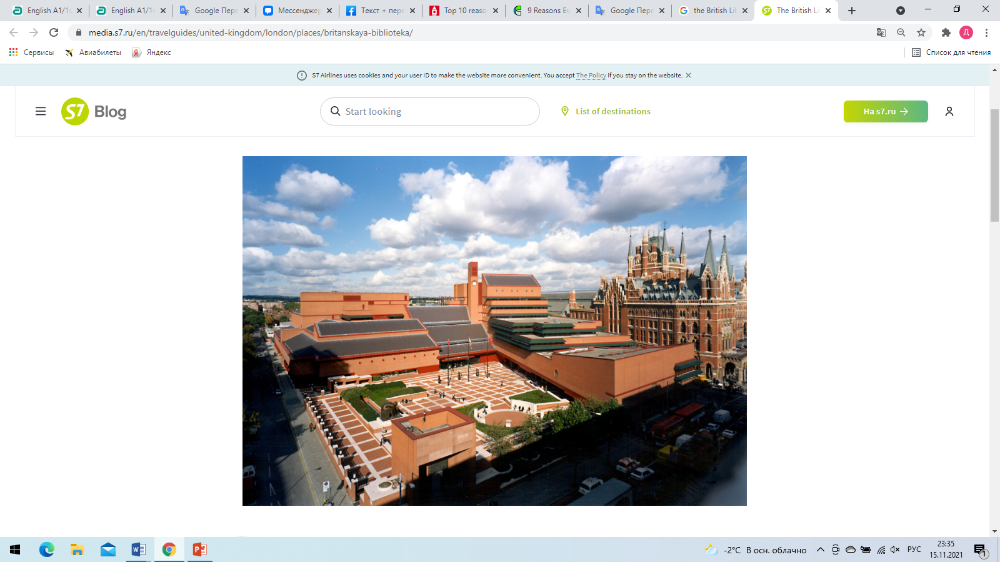 English A1/1s
English A1/1s
Google Пере
Мессенджер
Текст + пере
Top 10 reaso
9 Reasons Ev
Google Пере
the British Lib
The British Li
media.s7.ru/en/travelguides/united-kingdom/london/places/britanskaya-biblioteka/
Д
Сервисы
Авиабилеты
Я
Яндекс
Список для чтения
S7 Airlines uses cookies and your user ID to make the website more convenient. You accept The Policy if you stay on the website.
S7 Blog
Start looking
List of destinations
На s7.ru
-2°C В осн. облачно
РУС
23:35
15.11.2021
1